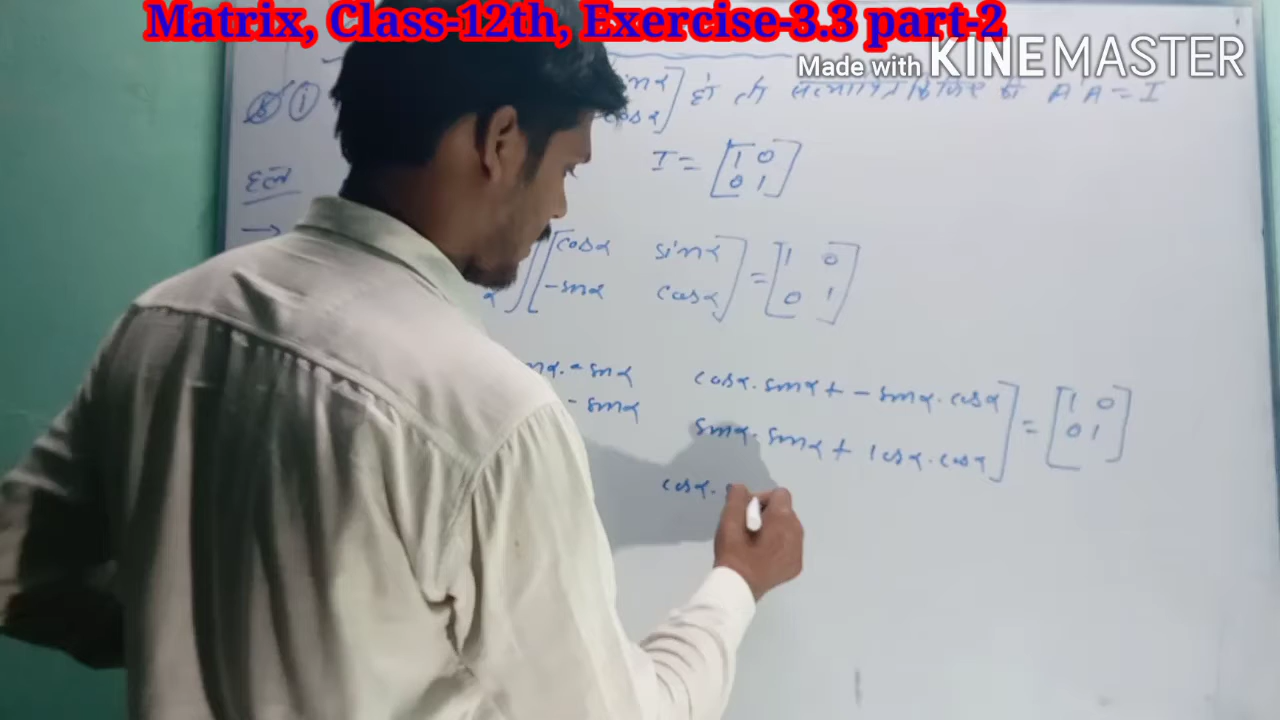 Matrix, Class-12th, Exercise-3.3 part-2
Made with KINEMASTER
i inα] हो तो सत्यापित कीजिए की A'A = I
cosα]
I = [1 0
0 1]
हल
→
[cosα sinα] = [1 0
α] [-sinα cosα] 0 1]
nα. - sinα cosα. sinα + - sinα. cosα] = [1 0
- sinα sinα. sinα + cosα. cosα] 0 1]
cosα.